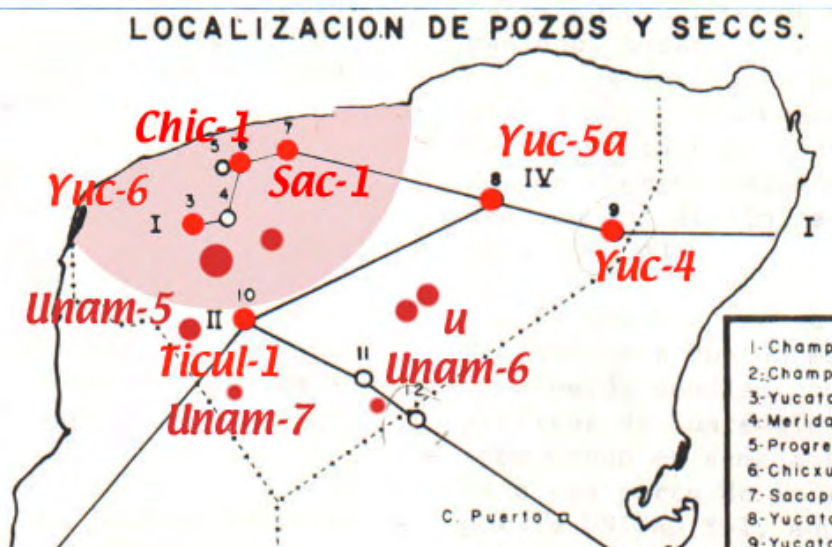 LOCALIZACION DE POZOS Y SECCS.
Chic-1
5
6
7
Yuc-5a
Yuc-6
Sac-1
8
IV
3
4
I
9
I
Yuc-4
Unam-5
II
10
u
Ticul-1
11
Unam-6
12
Unam-7
C. Puerto
1-Champ
2-Champ
3-Yucata
4-Merida
5-Progre
6-Chicxu
7-Sacap
8-Yucata
9-Yucata